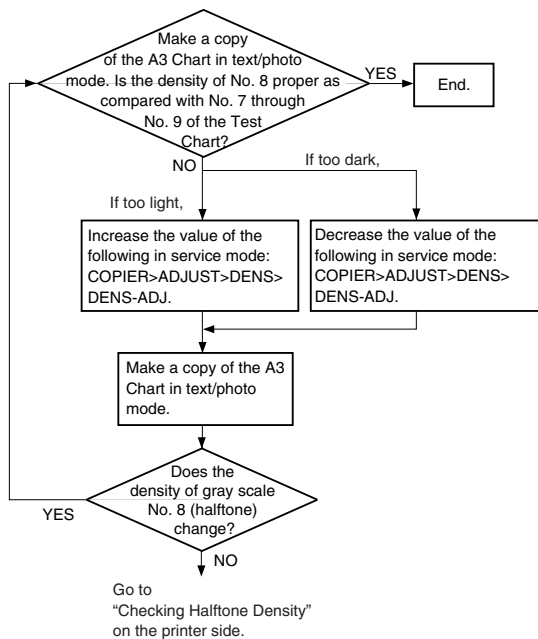 Make a copy
of the A3 Chart in text/photo
mode. Is the density of No. 8 proper as
compared with No. 7 through
No. 9 of the Test
Chart?
YES
End.
NO
If too dark,
If too light,
Increase the value of the
following in service mode:
COPIER>ADJUST>DENS>
DENS-ADJ.
Decrease the value of the
following in service mode:
COPIER>ADJUST>DENS>
DENS-ADJ.
Make a copy of the A3
Chart in text/photo
mode.
Does the
density of gray scale
No. 8 (halftone)
change?
YES
NO
Go to
“Checking Halftone Density”
on the printer side.